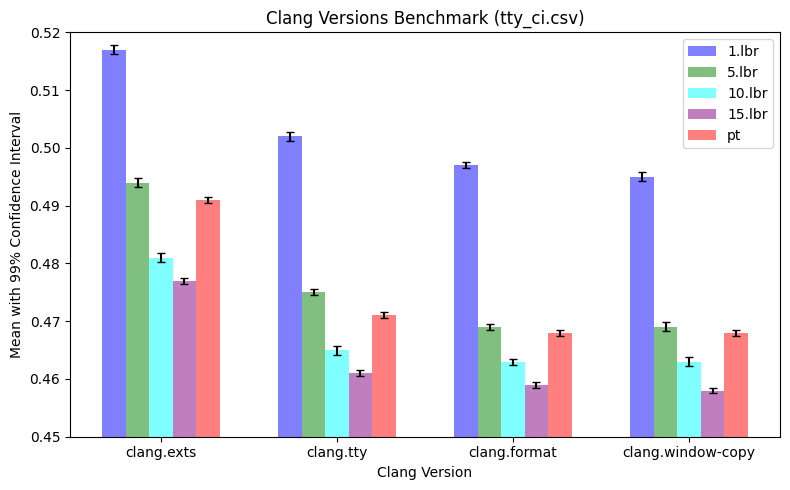 Clang Versions Benchmark (tty_ci.csv)
Mean with 99% Confidence Interval
0.52
0.51
0.50
0.49
0.48
0.47
0.46
0.45
1.lbr
5.lbr
10.lbr
15.lbr
pt
clang.exts clang.tty clang.format clang.window-copy
Clang Version